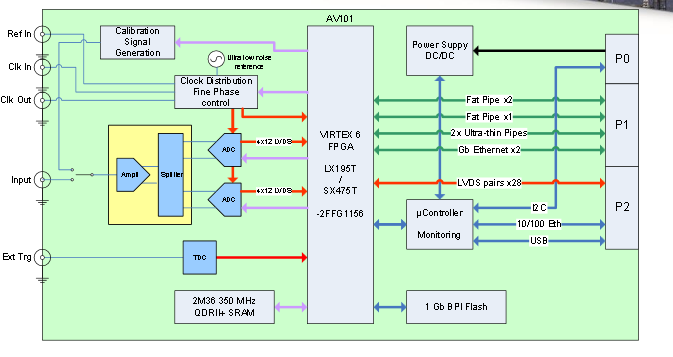 AV101
Ref In
Clk In
Clk Out
Input
Ext Trg
Calibration
Signal
Generation
Ultra low noise
reference
Clock Distribution
Fine Phase
control
Ampli
Splitter
ADC
4x12 LVDS
ADC
4x12 LVDS
TDC
2M36 350 MHz
QDRII+ SRAM
VIRTEX 6
FPGA
LX195T
/
SX475T
-2FFG1156
Power Suppy
DC/DC
Fat Pipe x2
Fat Pipe x1
2x Ultra-thin Pipes
Gb Ethernet x2
LVDS pairs x28
µController
Monitoring
I2C
10/100 Eth
USB
1 Gb BPI Flash
P0
P1
P2